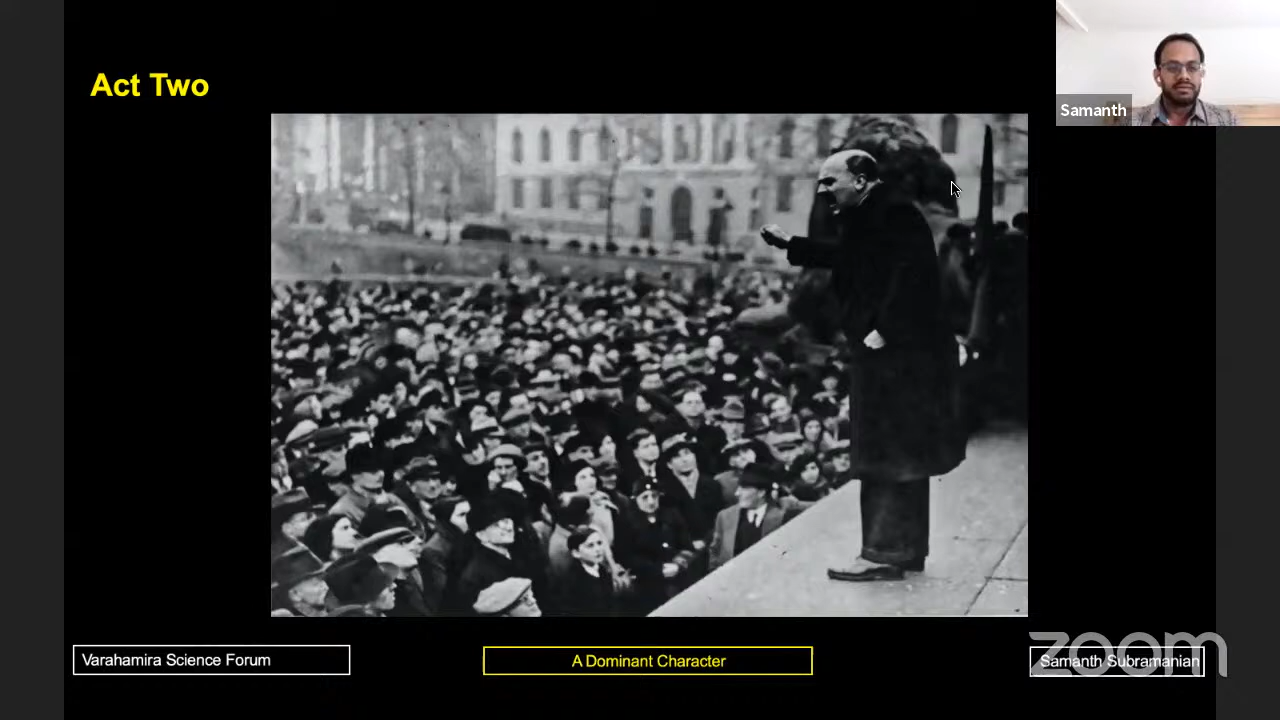 Act Two
Samanth
Varahamira Science Forum
A Dominant Character
Samanth Subramanian
zoom